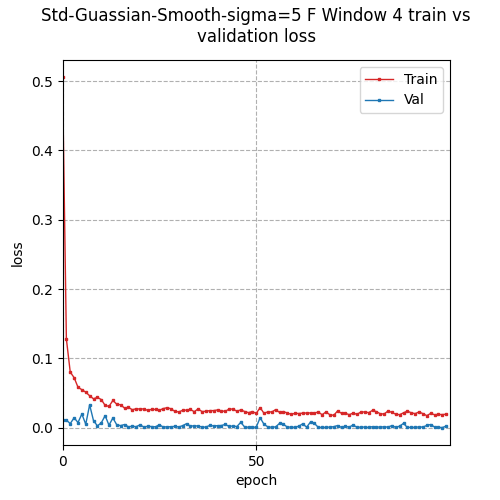 Std-Guassian-Smooth-sigma=5 F Window 4 train vs
validation loss
Train
Val
0.5
0.4
0.3
0.2
0.1
0.0
loss
0
50
epoch